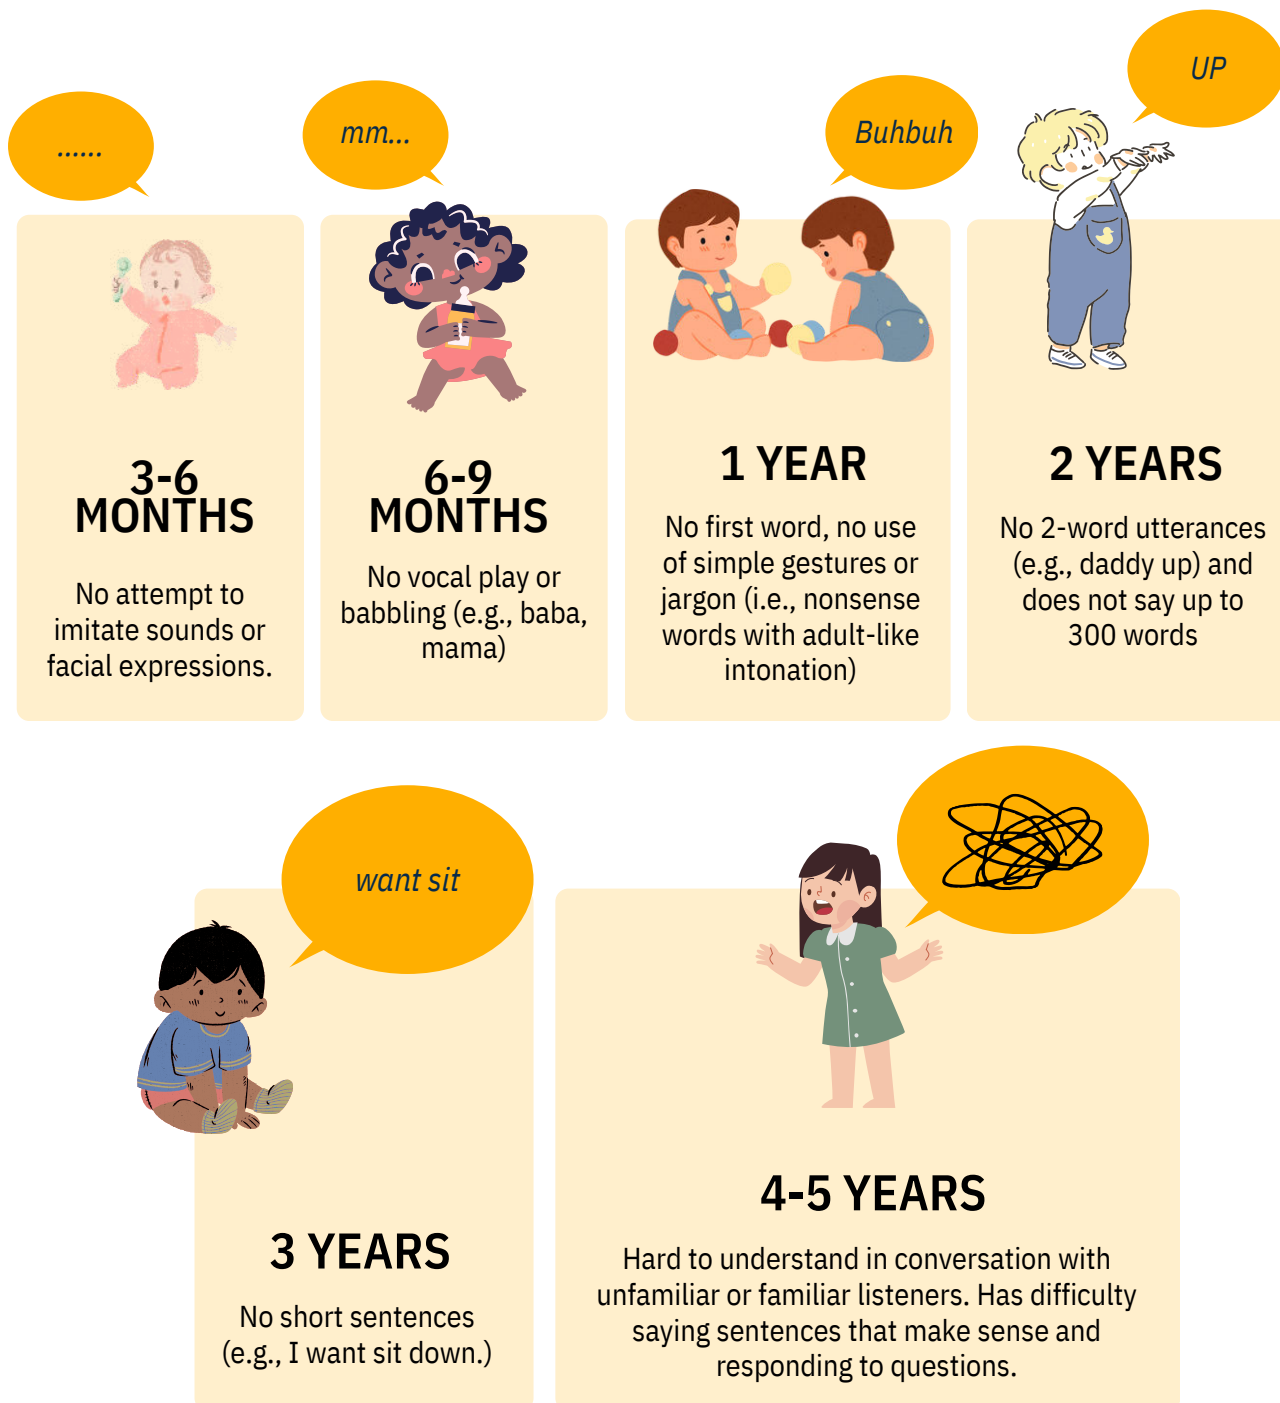 ......
mm...
Buhbuh
UP
3-6
MONTHS
No attempt to
imitate sounds or
facial expressions.
6-9
MONTHS
No vocal play or
babbling (e.g., baba,
mama)
1 YEAR
No first word, no use
of simple gestures or
jargon (i.e., nonsense
words with adult-like
intonation)
2 YEARS
No 2-word utterances
(e.g., daddy up) and
does not say up to
300 words
want sit
3 YEARS
No short sentences
(e.g., I want sit down.)
4-5 YEARS
Hard to understand in conversation with
unfamiliar or familiar listeners. Has difficulty
saying sentences that make sense and
responding to questions.